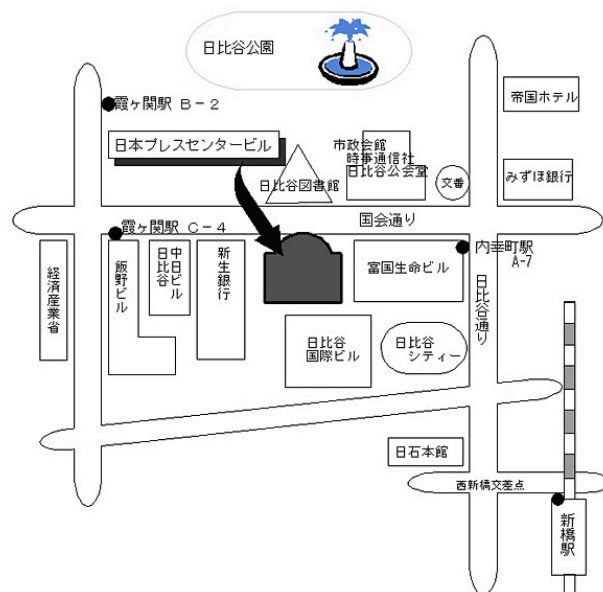 日比谷公園
霞ヶ関駅 B-2
帝国ホテル
日本プレスセンタービル
市政会館
時事通信社
日比谷公会堂
日比谷図書館
交番
みずほ銀行
国会通り
霞ヶ関駅 C-4
内幸町駅
A-7
経済産業省
飯野ビル
中日ビル
日比谷
新生銀行
富国生命ビル
日比谷通り
日比谷
国際ビル
日比谷
シティー
日石本館
西新橋交差点
新橋駅